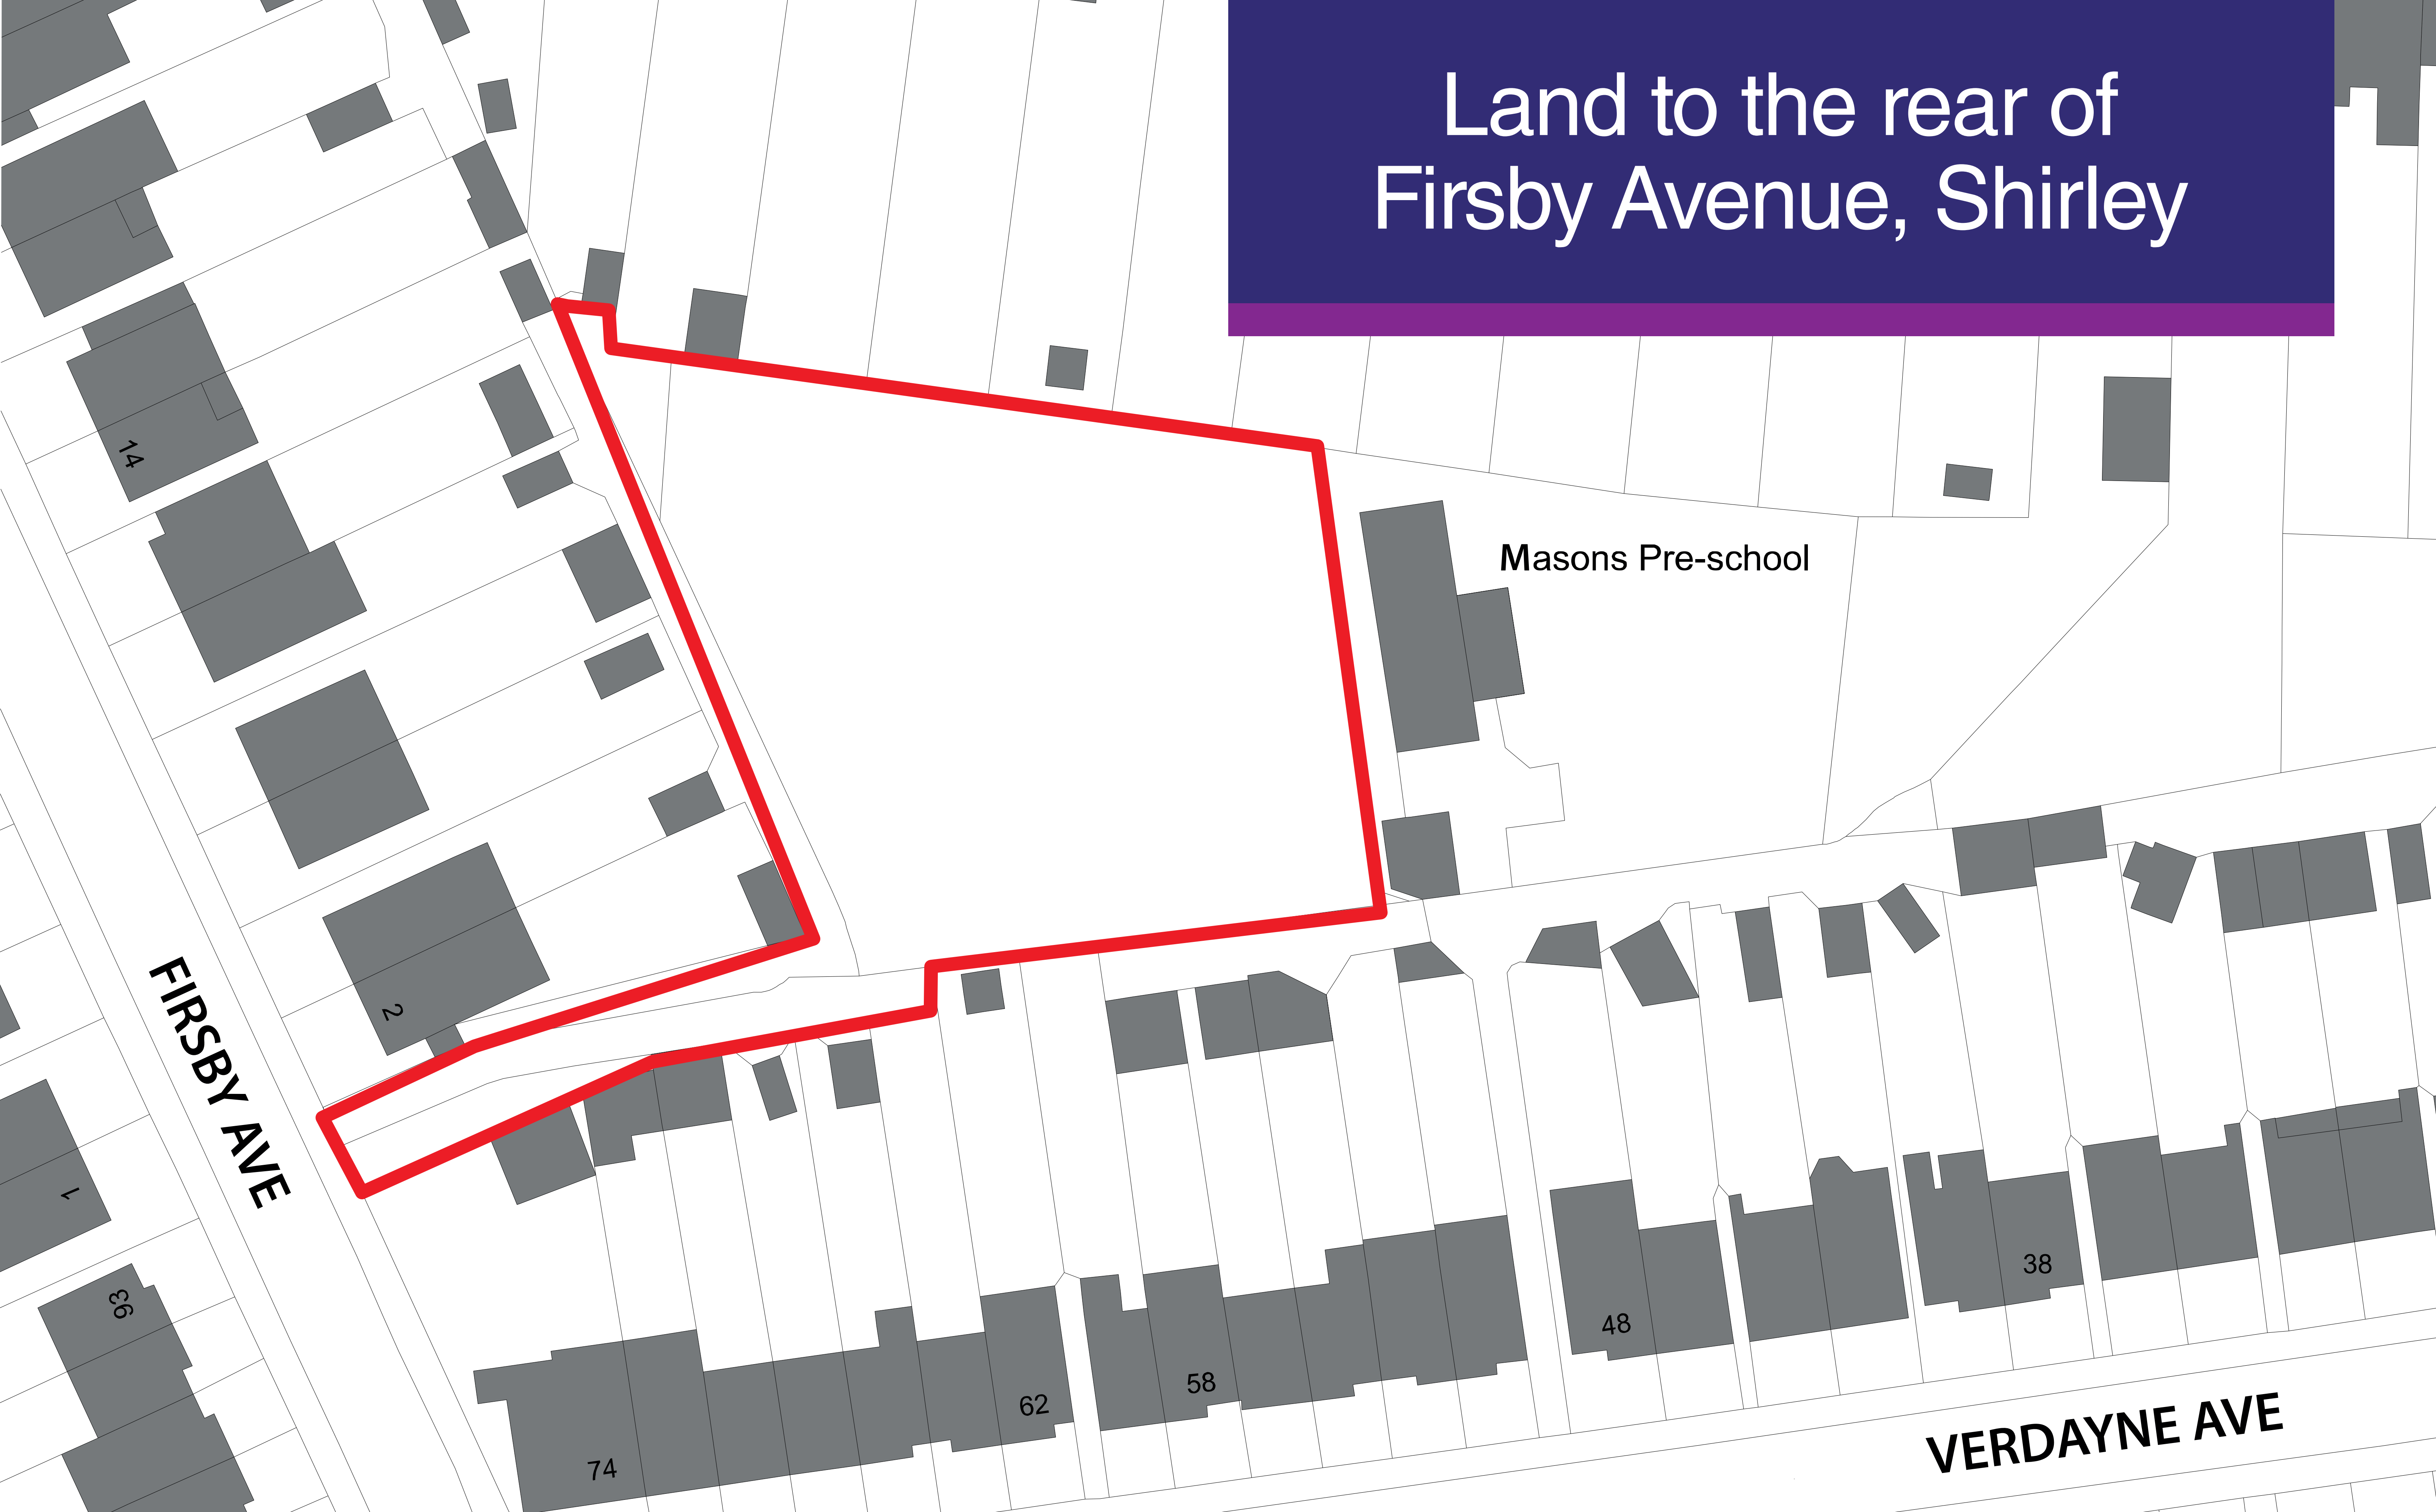 Land to the rear of
Firsby Avenue, Shirley
Masons Pre-school
14
2
FIRSBY AVE
1
36
38
48
58
62
74
VERDAYNE AVE